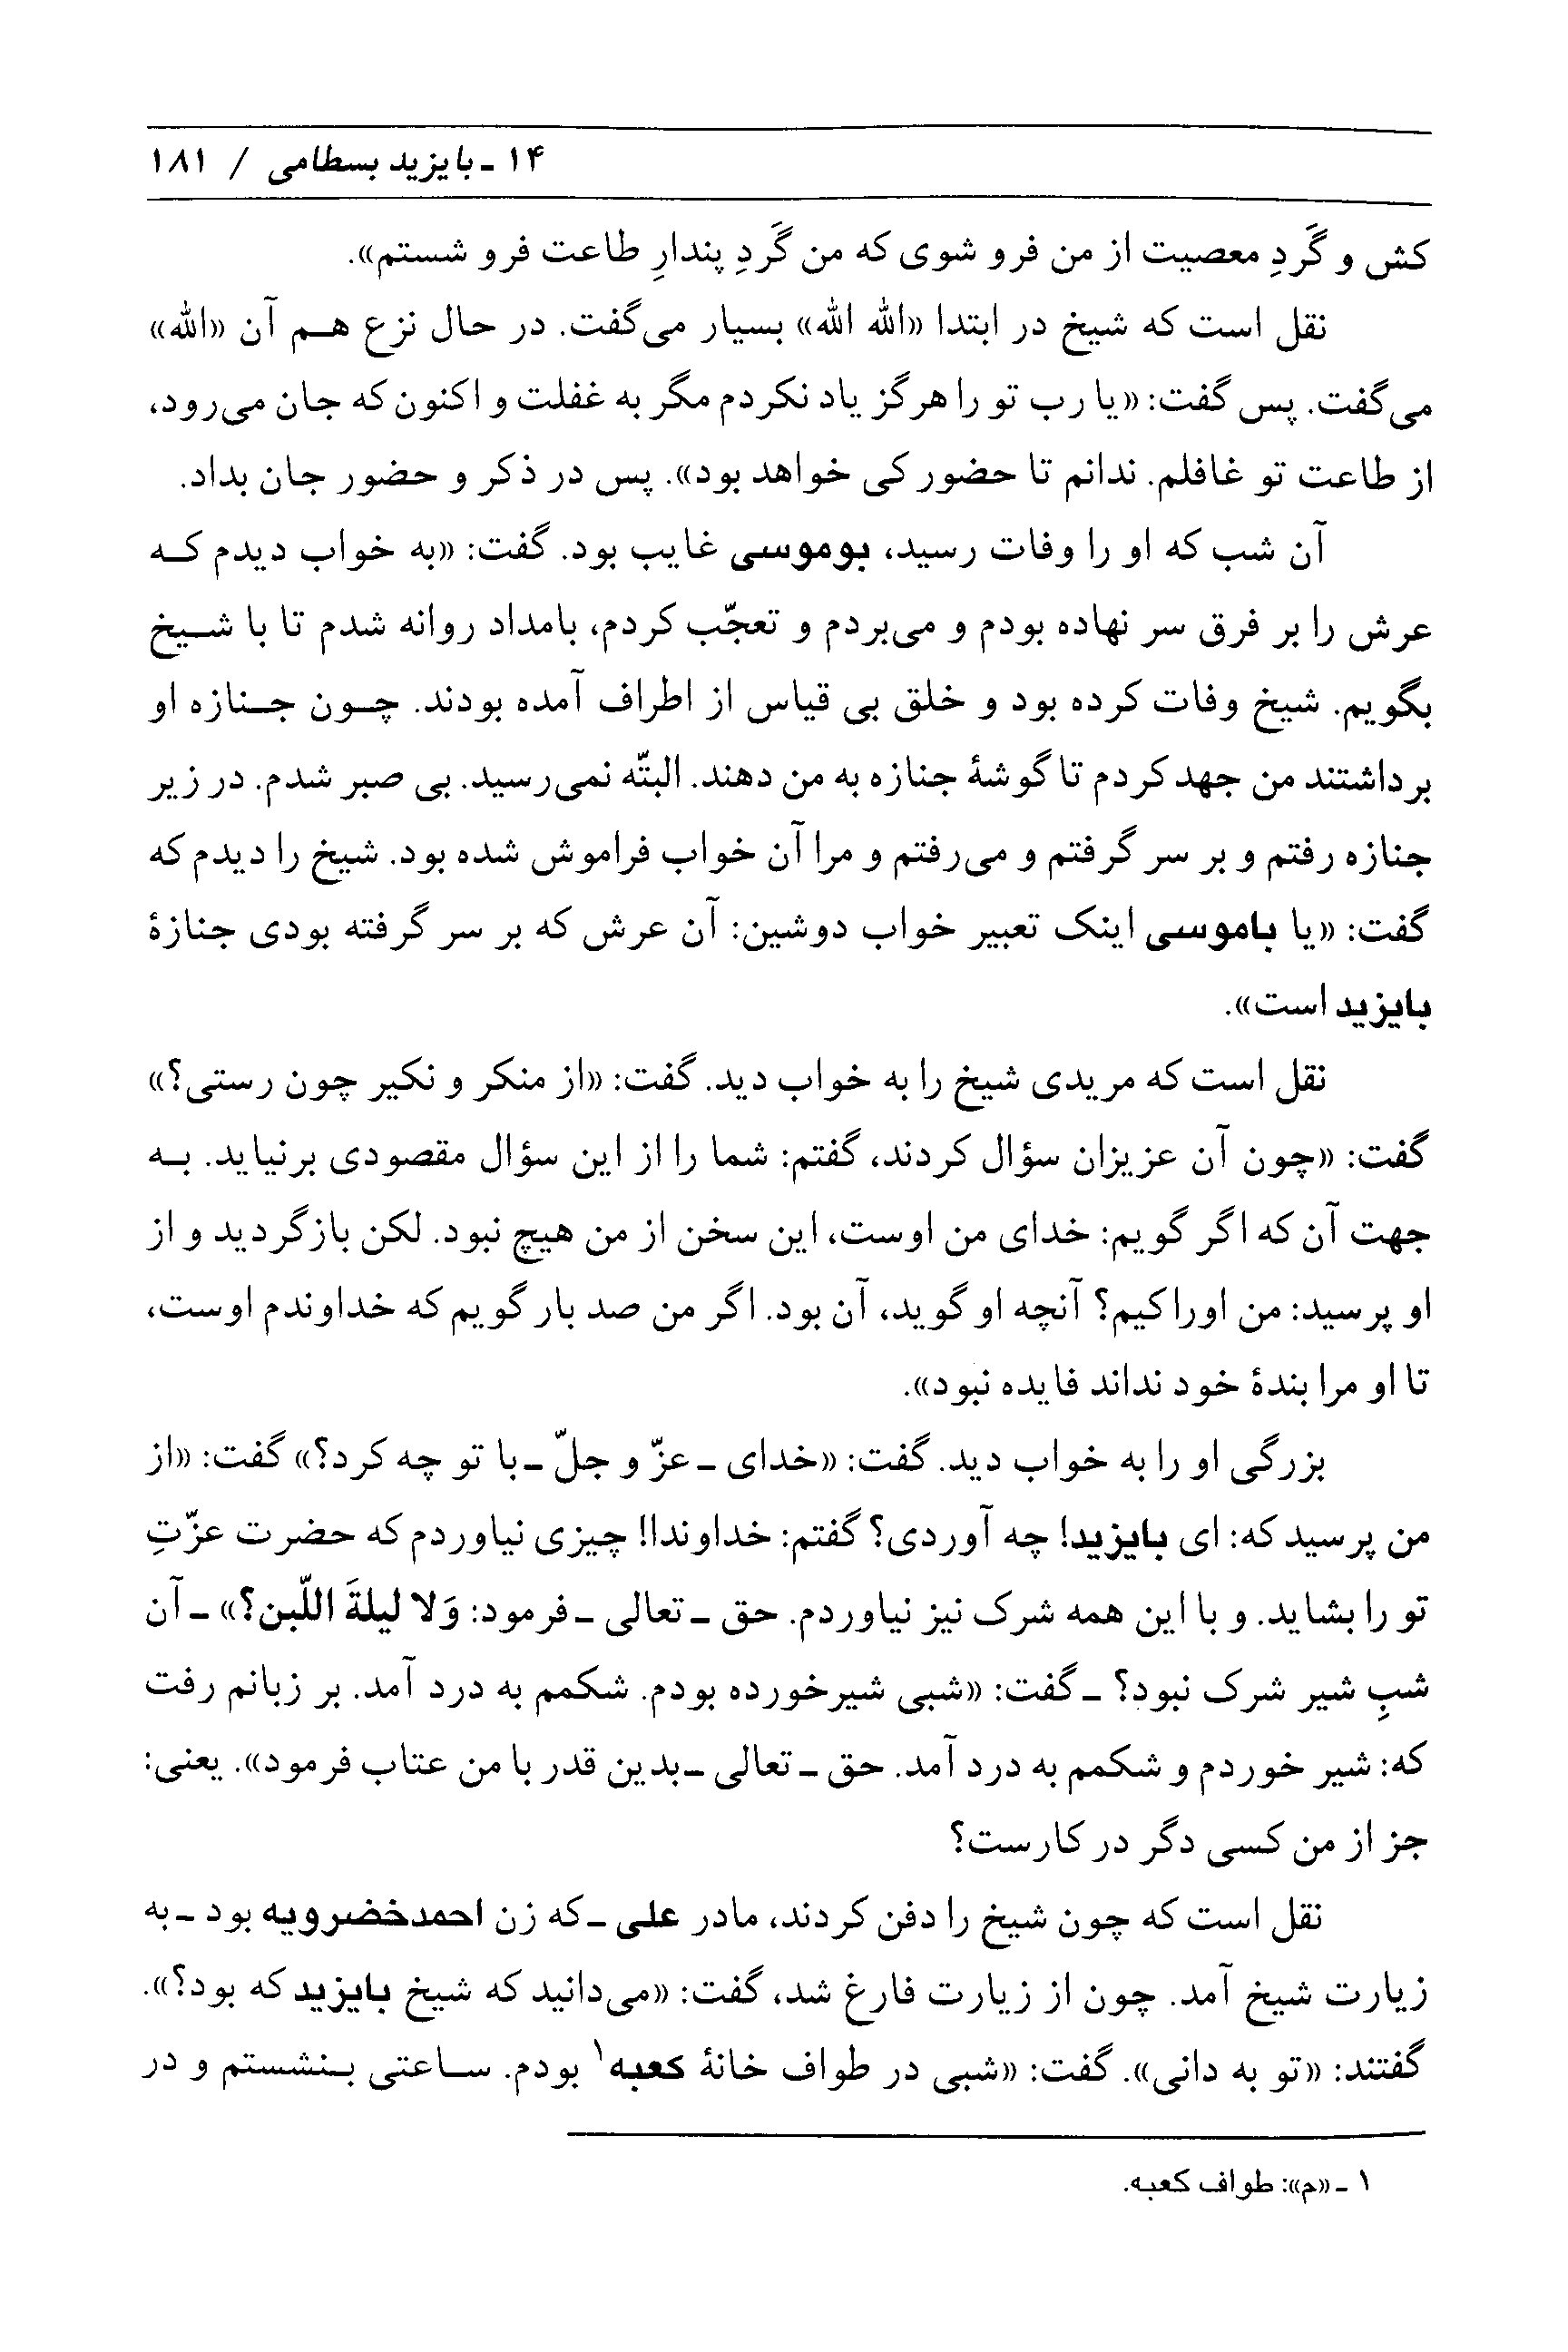 ۱۴ ـ بایزید بسطامی / ۱۸۱
کش و گَردِ معصیت از من فرو شوی که من گَردِ پندارِ طاعت فرو شستم».
نقل است که شیخ در ابتدا «الله الله» بسیار می‌گفت. در حال نزع هم آن «الله»
می‌گفت. پس گفت: «یا رب تو را هرگز یاد نکردم مگر به غفلت و اکنون که جان می‌رود،
از طاعت تو غافلم. ندانم تا حضور کی خواهد بود». پس در ذکر و حضور جان بداد.
آن شب که او را وفات رسید، بوموسی غایب بود. گفت: «به خواب دیدم که
عرش را بر فرق سر نهاده بودم و می‌بردم و تعجّب کردم، بامداد روانه شدم تا با شیخ
بگویم. شیخ وفات کرده بود و خلق بی قیاس از اطراف آمده بودند. چون جنازه او
برداشتند من جهد کردم تا گوشهٔ جنازه به من دهند. البتّه نمی‌رسید. بی صبر شدم. در زیر
جنازه رفتم و بر سر گرفتم و می‌رفتم و مرا آن خواب فراموش شده بود. شیخ را دیدم که
گفت: «یا باموسی اینک تعبیر خواب دوشین: آن عرش که بر سر گرفته بودی جنازهٔ
بایزید است».
نقل است که مریدی شیخ را به خواب دید. گفت: «از منکر و نکیر چون رستی؟»
گفت: «چون آن عزیزان سؤال کردند، گفتم: شما را از این سؤال مقصودی برنیاید. به
جهت آن که اگر گویم: خدای من اوست، این سخن از من هیچ نبود. لکن بازگردید و از
او پرسید: من اورا کیم؟ آنچه او گوید، آن بود. اگر من صد بار گویم که خداوندم اوست،
تا او مرا بندهٔ خود نداند فایده نبود».
بزرگی او را به خواب دید. گفت: «خدای ـ عزّ و جلّ ـ با تو چه کرد؟» گفت: «از
من پرسید که: ای بایزید! چه آوردی؟ گفتم: خداوندا! چیزی نیاوردم که حضرت عزّتِ
تو را بشاید. و با این همه شرک نیز نیاوردم. حق ـ تعالی ـ فرمود: وَلا لیلةَ اللّبن؟» ـ آن
شبِ شیر شرک نبود؟ ـ گفت: «شبی شیرخورده بودم. شکمم به درد آمد. بر زبانم رفت
که: شیر خوردم و شکمم به درد آمد. حق ـ تعالی ـ بدین قدر با من عتاب فرمود». یعنی:
جز از من کسی دگر در کارست؟
نقل است که چون شیخ را دفن کردند، مادر علی ـ که زن احمدخضرویه بود ـ به
زیارت شیخ آمد. چون از زیارت فارغ شد، گفت: «می‌دانید که شیخ بایزید که بود؟».
گفتند: «تو به دانی». گفت: «شبی در طواف خانهٔ کعبه۱ بودم. ساعتی بنشستم و در
۱ ـ «م»: طواف کعبه.